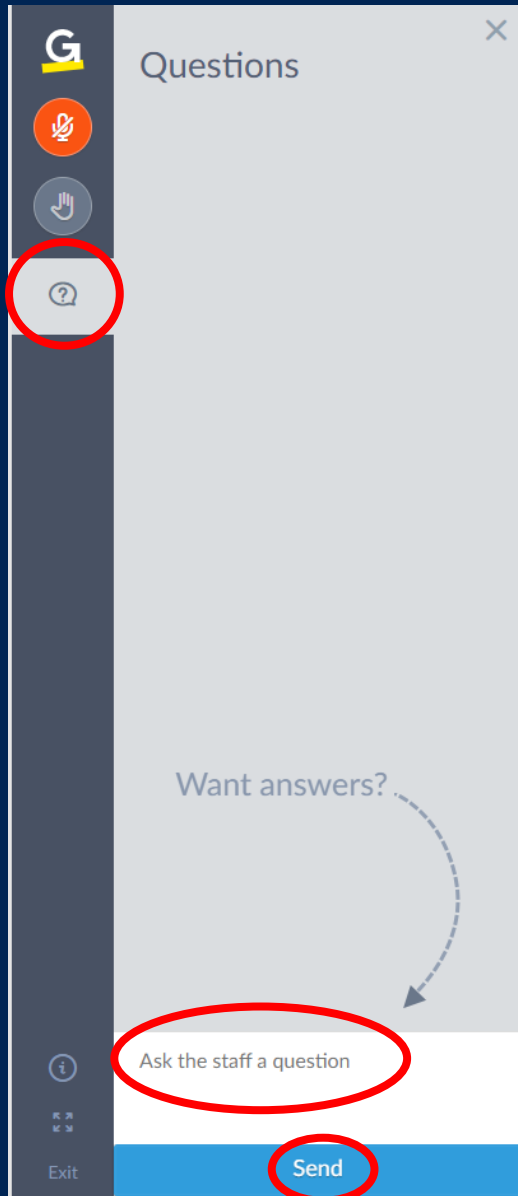 G
Questions
Want answers?
Ask the staff a question
Send
Exit